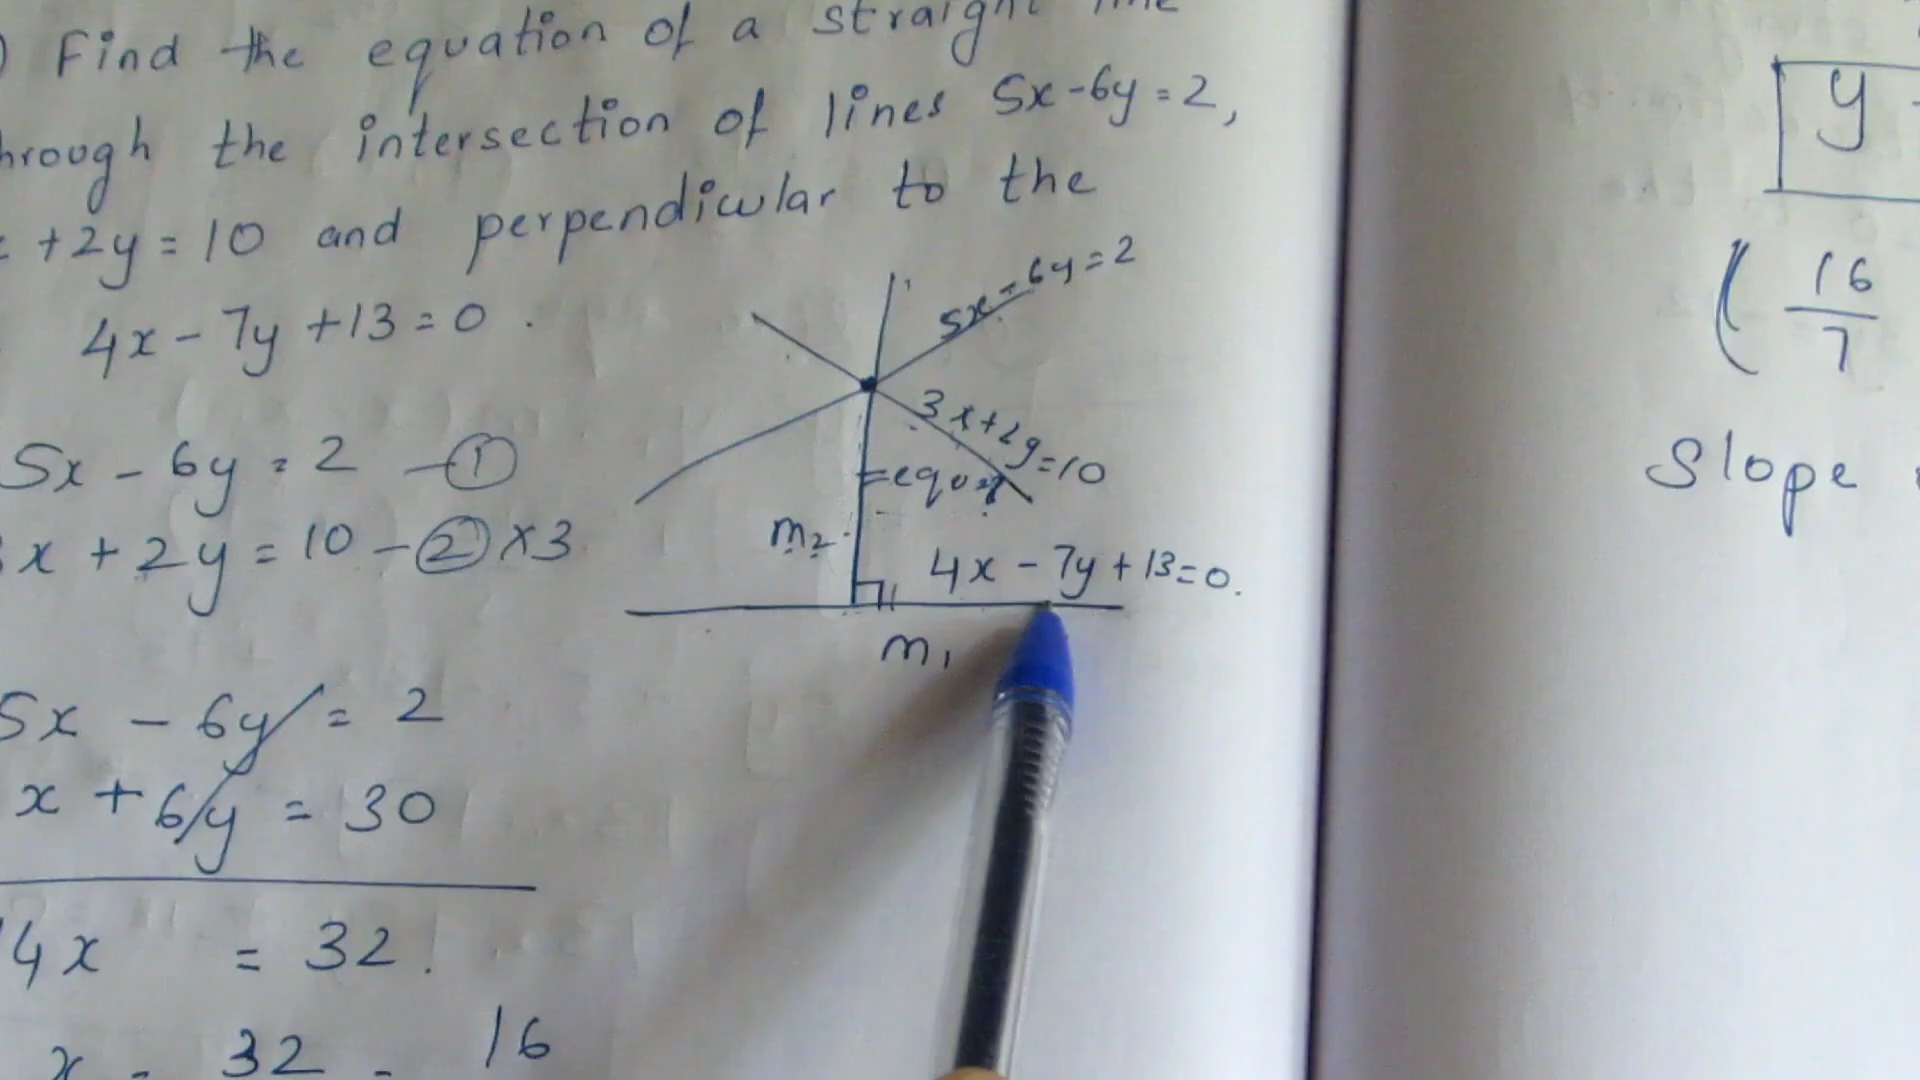 ) Find the equation of a straight line
hrough the intersection of lines 5x-6y=2,
+2y=10 and perpendicular to the
4x-7y+13=0.
5x-6y=2
3x+2y=10
m2
4x-7y+13=0.
m1
5x-6y=2 -①
x+2y=10-②×3
5x-6y=2
x+6y=30
4x = 32.
x = 32 = 16
y
(16
7
Slope